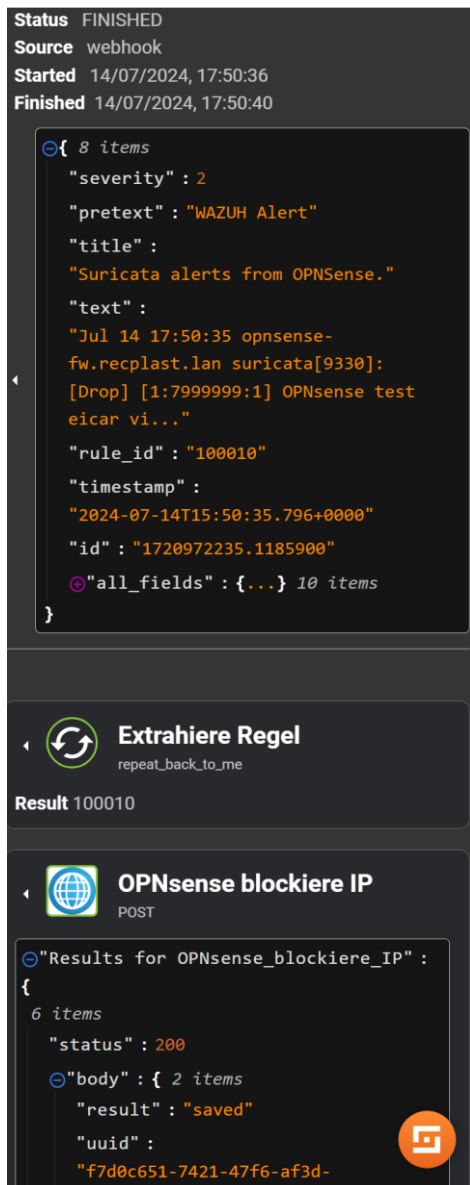 Status FINISHED
Source webhook
Started 14/07/2024, 17:50:36
Finished 14/07/2024, 17:50:40
{ 8 items
"severity" : 2
"pretext" : "WAZUH Alert"
"title" :
"Suricata alerts from OPNSense."
"text" :
"Jul 14 17:50:35 opnsense-
fw.recplast.lan suricata[9330]:
[Drop] [1:7999999:1] OPNsense test
eicar vi..."
"rule_id" : "100010"
"timestamp" :
"2024-07-14T15:50:35.796+0000"
"id" : "1720972235.1185900"
"all_fields" : {...} 10 items
}
Extrahiere Regel
repeat_back_to_me
Result 100010
OPNsense blockiere IP
POST
"Results for OPNsense_blockiere_IP" :
{
6 items
"status" : 200
"body" : { 2 items
"result" : "saved"
"uuid" :
"f7d0c651-7421-47f6-af3d-